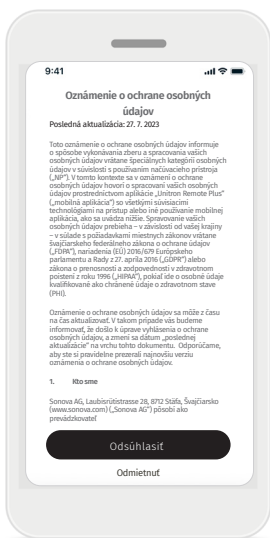 9:41
Oznámenie o ochrane osobných
údajov
Posledná aktualizácia: 27. 7. 2023
Toto oznámenie o ochrane osobných údajov informuje
o spôsobe vykonávania zberu a spracovania vašich
osobných údajov vrátane špeciálnych kategórií osobných
údajov v súvislosti s používaním načúvacieho prístroja
(„NP"). V tomto kontexte sa v oznámení o ochrane
osobných údajov hovorí o spracovaní vašich osobných
údajov prostredníctvom aplikácie „Unitron Remote Plus"
(„mobilná aplikácia") so všetkými súvisiacimi
technológiami na prístup alebo iné používanie mobilnej
aplikácia, ako sa uvádza nižšie. Spravovanie vašich
osobných údajov prebieha – v závislosti od vašej krajiny
– v súlade s požiadavkami miestnych zákonov vrátane
švajčiarskeho federálneho zákona o ochrane údajov
(„FDPA"), nariadenia (EÚ) 2016/679 Európskeho
parlamentu a Rady z 27. apríla 2016 („GDPR") alebo
zákona o prenosnosti a zodpovednosti v zdravotnom
poistení z roku 1996 („HIPAA"), pokiaľ ide o osobné údaje
kvalifikované ako chránené údaje o zdravotnom stave
(PHI).
Oznámenie o ochrane osobných údajov sa môže z času
na čas aktualizovať. V takom prípade vás budeme
informovať, že došlo k úprave vyhlásenia o ochrane
osobných údajov, a zmení sa dátum „poslednej
aktualizácie" na vrchu tohto dokumentu. Odporúčame,
aby ste si pravidelne prezerali najnovšiu verziu
oznámenia o ochrane osobných údajov.
1. Kto sme
Sonova AG, Laubisrütistrasse 28, 8712 Stäfa, Švajčiarsko
(www.sonova.com) („Sonova AG") pôsobí ako
prevádzkovateľ
Odsúhlasiť
Odmietnuť